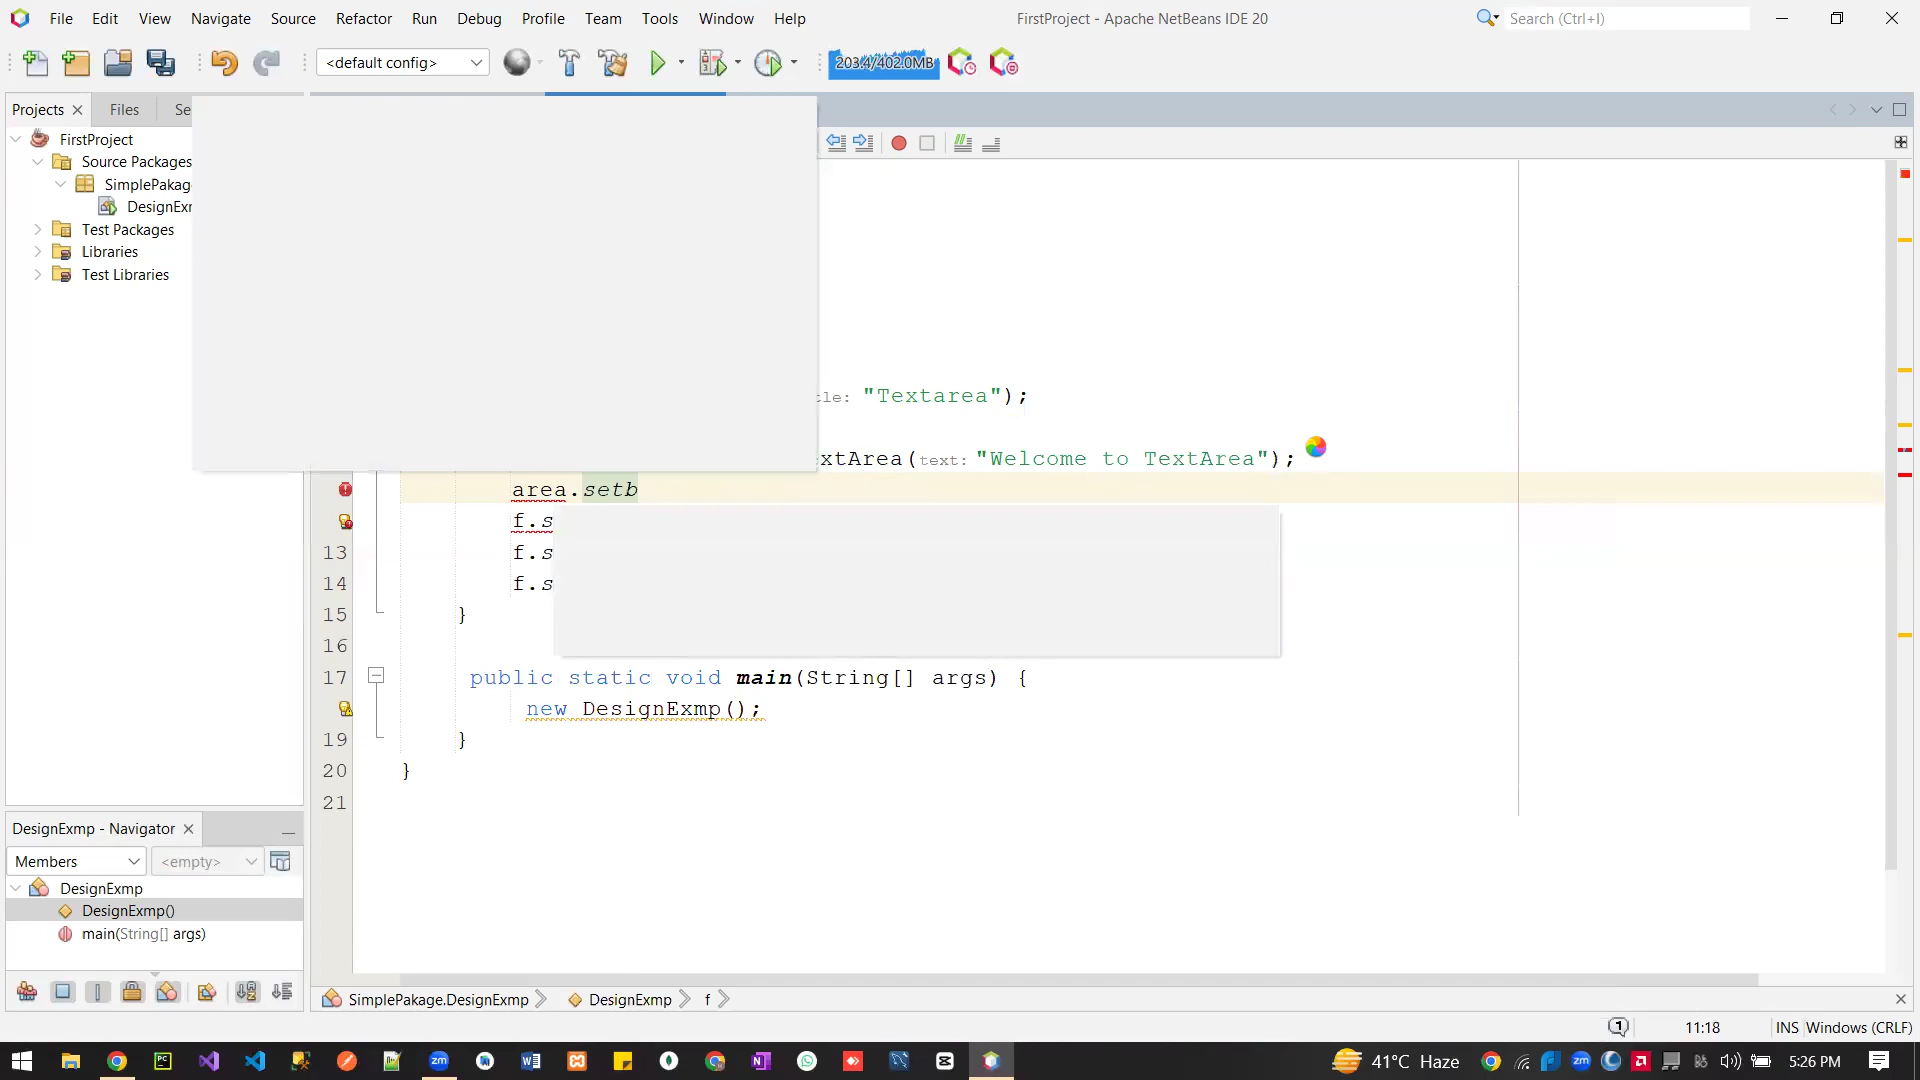 File Edit View Navigate Source Refactor Run Debug Profile Team Tools Window Help
FirstProject - Apache NetBeans IDE 20
Search (Ctrl+I)
<default config>
203.4/402.0MB
Projects Files Se
FirstProject
Source Packages
SimplePakag
DesignExm
Test Packages
Libraries
Test Libraries
tle: "Textarea");
xtArea(text: "Welcome to TextArea");
area.setb
f.s
13 f.s
14 f.s
15 }
16
17 public static void main(String[] args) {
new DesignExmp();
19 }
20 }
21
DesignExmp - Navigator
Members <empty>
DesignExmp
DesignExmp()
main(String[] args)
SimplePakage.DesignExmp DesignExmp f
1 11:18 INS Windows (CRLF)
41°C Haze 5:26 PM